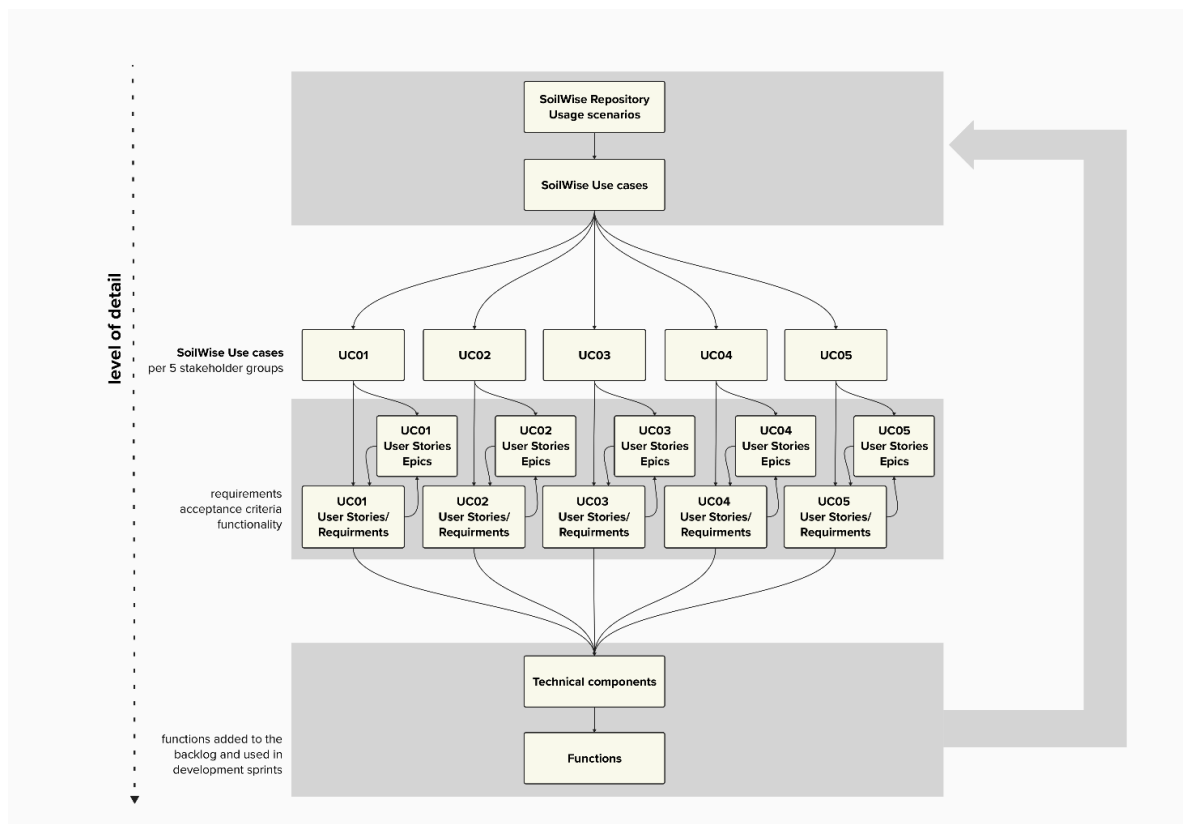 SoilWise Repository
Usage scenarios
SoilWise Use cases
level of detail
SoilWise Use cases
per 5 stakeholder groups
UC01
UC02
UC03
UC04
UC05
UC01
User Stories
Epics
UC02
User Stories
Epics
UC03
User Stories
Epics
UC04
User Stories
Epics
UC05
User Stories
Epics
requirements
acceptance criteria
functionality
UC01
User Stories/
Requirments
UC02
User Stories/
Requirments
UC03
User Stories/
Requirments
UC04
User Stories/
Requirments
UC05
User Stories/
Requirments
Technical components
functions added to the
backlog and used in
development sprints
Functions